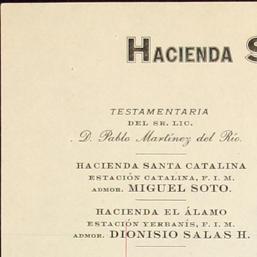 HACIENDA S
TESTAMENTARIA
DEL SR. LIC.
D. Pablo Martínez del Río.
HACIENDA SANTA CATALINA
ESTACIÓN CATALINA, F. I. M.
ADMOR. MIGUEL SOTO.
HACIENDA EL ÁLAMO
ESTACIÓN YERBANÍS, F. I. M.
ADMOR. DIONISIO SALAS H.